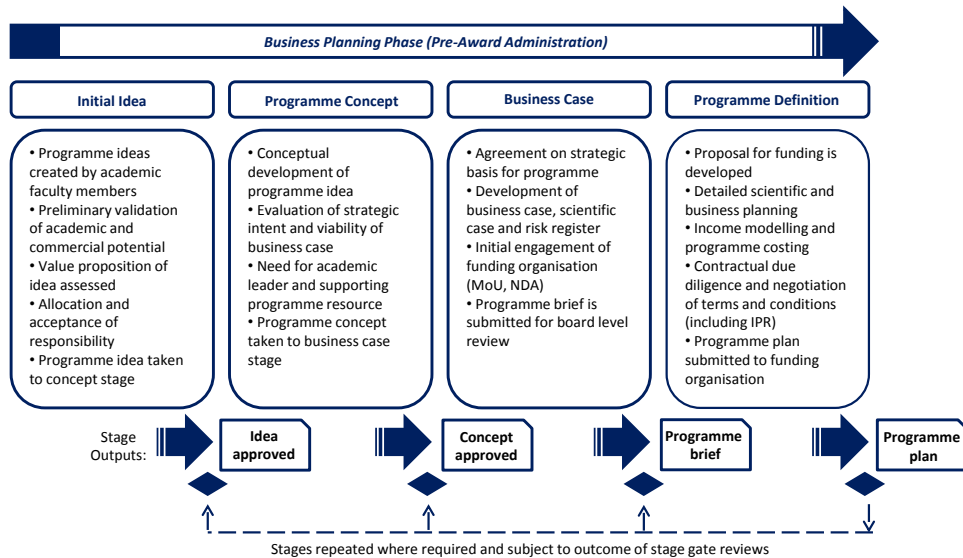 Business Planning Phase (Pre-Award Administration)
Initial Idea
• Programme ideas
created by academic
faculty members
• Preliminary validation
of academic and
commercial potential
• Value proposition of
idea assessed
• Allocation and
acceptance of
responsibility
• Programme idea taken
to concept stage
Programme Concept
• Conceptual
development of
programme idea
• Evaluation of strategic
intent and viability of
business case
• Need for academic
leader and supporting
programme resource
• Programme concept
taken to business case
stage
Business Case
• Agreement on strategic
basis for programme
• Development of
business case, scientific
case and risk register
• Initial engagement of
funding organisation
(MoU, NDA)
• Programme brief is
submitted for board level
review
Programme Definition
• Proposal for funding is
developed
• Detailed scientific and
business planning
• Income modelling and
programme costing
• Contractual due
diligence and negotiation
of terms and conditions
(including IPR)
• Programme plan
submitted to funding
organisation
Stage
Outputs:
Idea
approved
Concept
approved
Programme
brief
Programme
plan
Stages repeated where required and subject to outcome of stage gate reviews